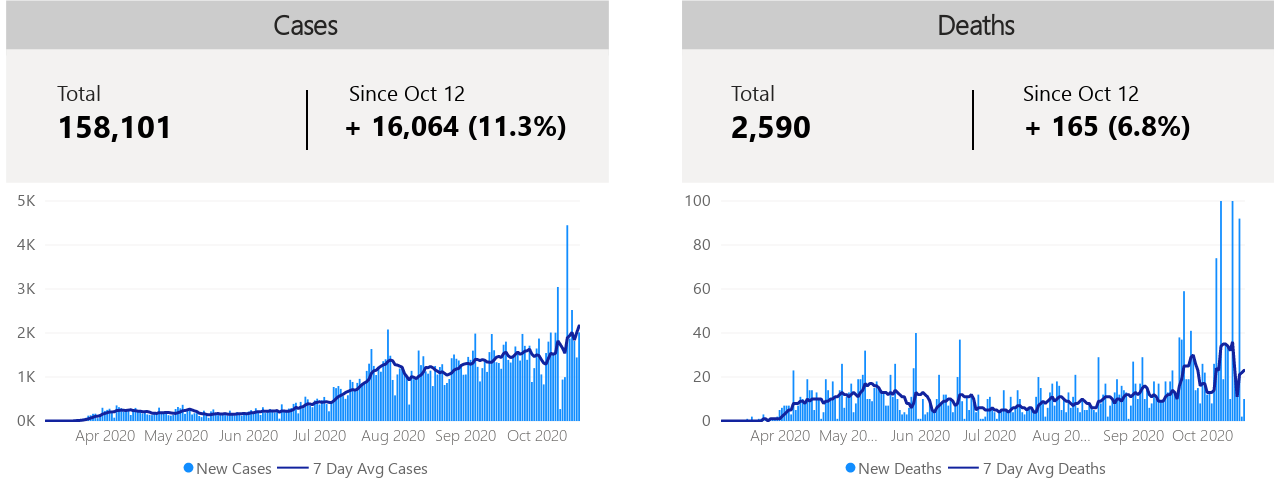 Cases
Total
158,101
Since Oct 12
+ 16,064 (11.3%)
5K
4K
3K
2K
1K
0K
Apr 2020 May 2020 Jun 2020 Jul 2020 Aug 2020 Sep 2020 Oct 2020
New Cases 7 Day Avg Cases
Deaths
Total
2,590
Since Oct 12
+ 165 (6.8%)
100
80
60
40
20
0
Apr 2020 May 20... Jun 2020 Jul 2020 Aug 20... Sep 2020 Oct 2020
New Deaths 7 Day Avg Deaths